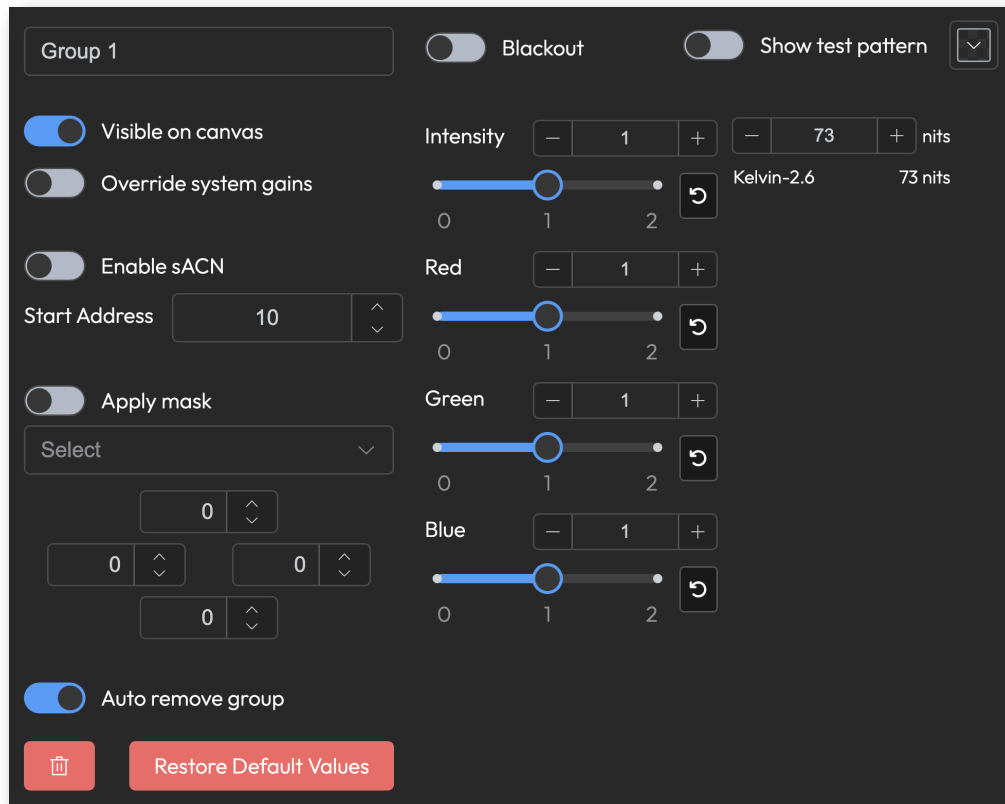 Group 1
Blackout
Show test pattern
Visible on canvas
Override system gains
Enable sACN
Start Address
10
Apply mask
Select
0
0
0
0
Auto remove group
Restore Default Values
Intensity
1
0 1 2
73 nits
Kelvin-2.6 73 nits
Red
1
0 1 2
Green
1
0 1 2
Blue
1
0 1 2